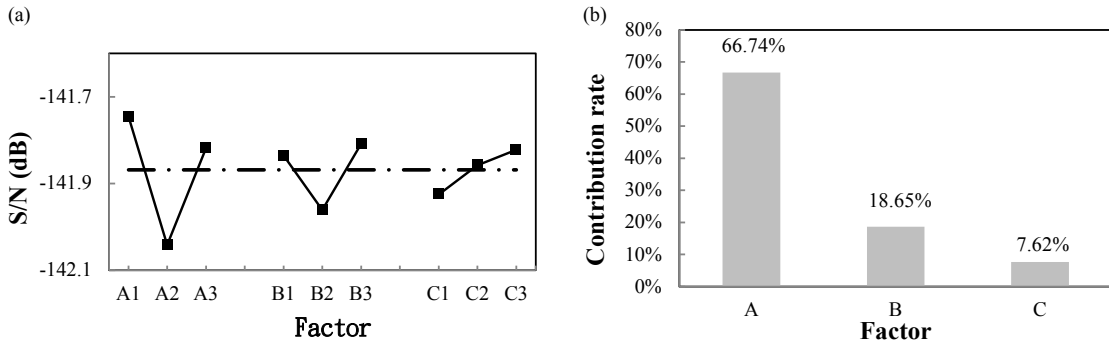 (a)
S/N (dB)
-141.7
-141.9
-142.1
A1 A2 A3 B1 B2 B3 C1 C2 C3
Factor
(b)
Contribution rate
80%
70%
60%
50%
40%
30%
20%
10%
0%
66.74%
18.65%
7.62%
A B C
Factor